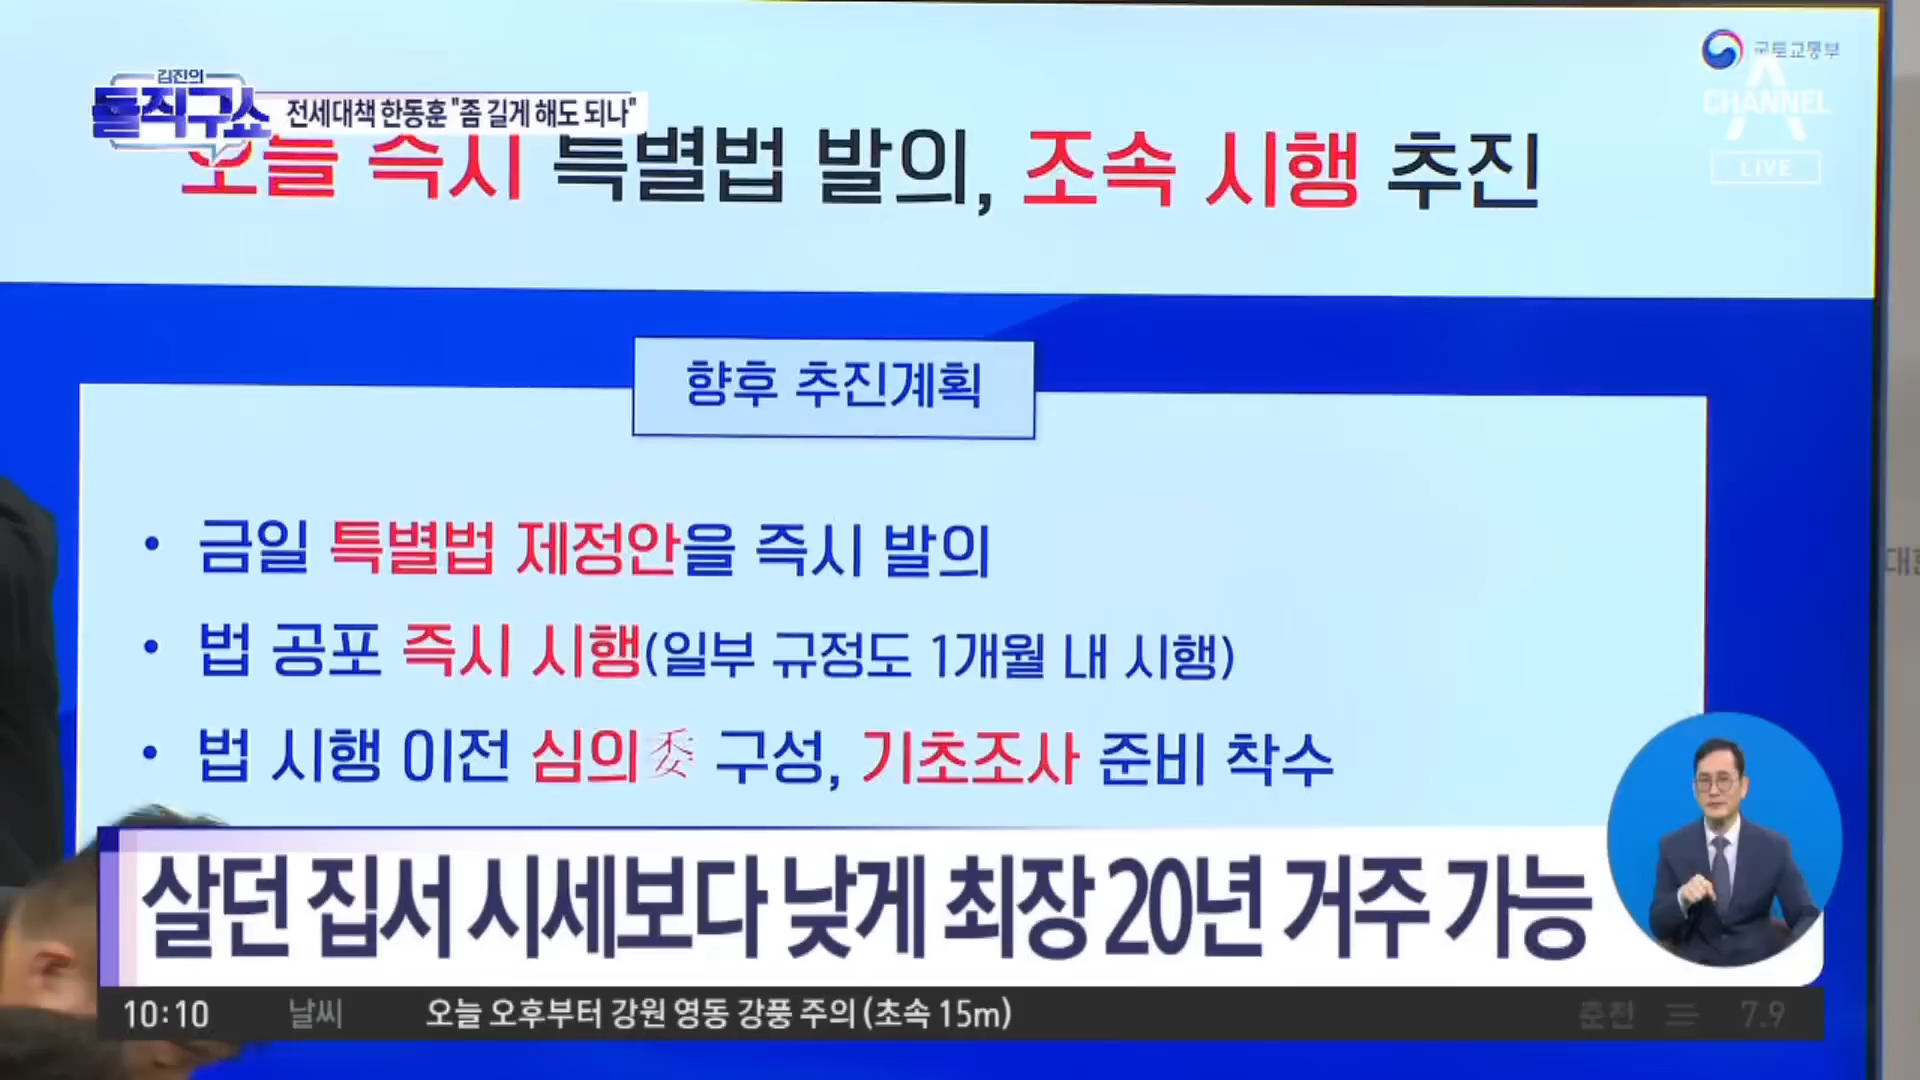 국토교통부
CHANNEL A
LIVE
김진의
돌직구쇼
전세대책 한동훈 "좀 길게 해도 되나"
오늘 즉시 특별법 발의, 조속 시행 추진
향후 추진계획
• 금일 특별법 제정안을 즉시 발의
• 법 공포 즉시 시행(일부 규정도 1개월 내 시행)
• 법 시행 이전 심의委 구성, 기초조사 준비 착수
대한
살던 집서 시세보다 낮게 최장 20년 거주 가능
10:10 날씨 오늘 오후부터 강원 영동 강풍 주의 (초속 15m) 춘천 7.9